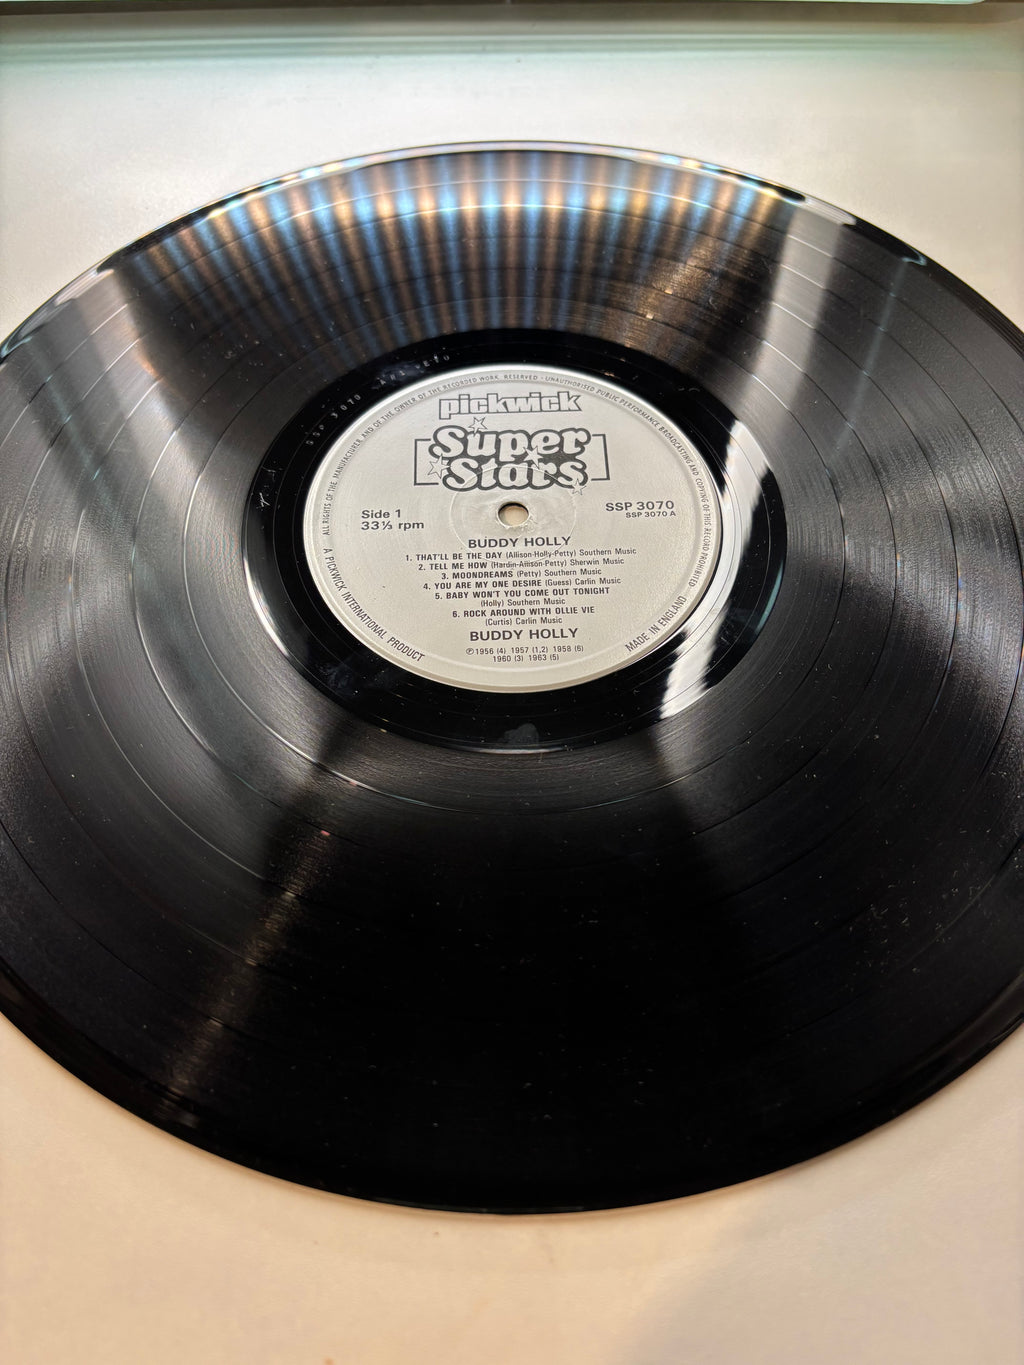 ALL RIGHTS OF THE MANUFACTURER AND OF THE OWNER OF THE RECORDED WORK RESERVED - UNAUTHORISED PUBLIC PERFORMANCE BROADCASTING AND COPYING OF THIS RECORD PROHIBITED
pickwick
Super
Stars
Side 1
33⅓ rpm
SSP 3070
SSP 3070 A
BUDDY HOLLY
1. THAT'LL BE THE DAY (Allison-Holly-Petty) Southern Music
2. TELL ME HOW (Hardin-Allison-Petty) Sherwin Music
3. MOONDREAMS (Petty) Southern Music
4. YOU ARE MY ONE DESIRE (Guess) Carlin Music
5. BABY WON'T YOU COME OUT TONIGHT
(Holly) Southern Music
6. ROCK AROUND WITH OLLIE VIE
(Curtis) Carlin Music
BUDDY HOLLY
℗1956 (4) 1957 (1,2) 1958 (6)
1960 (3) 1963 (5)
A PICKWICK INTERNATIONAL PRODUCT
MADE IN ENGLAND
SSP 3070